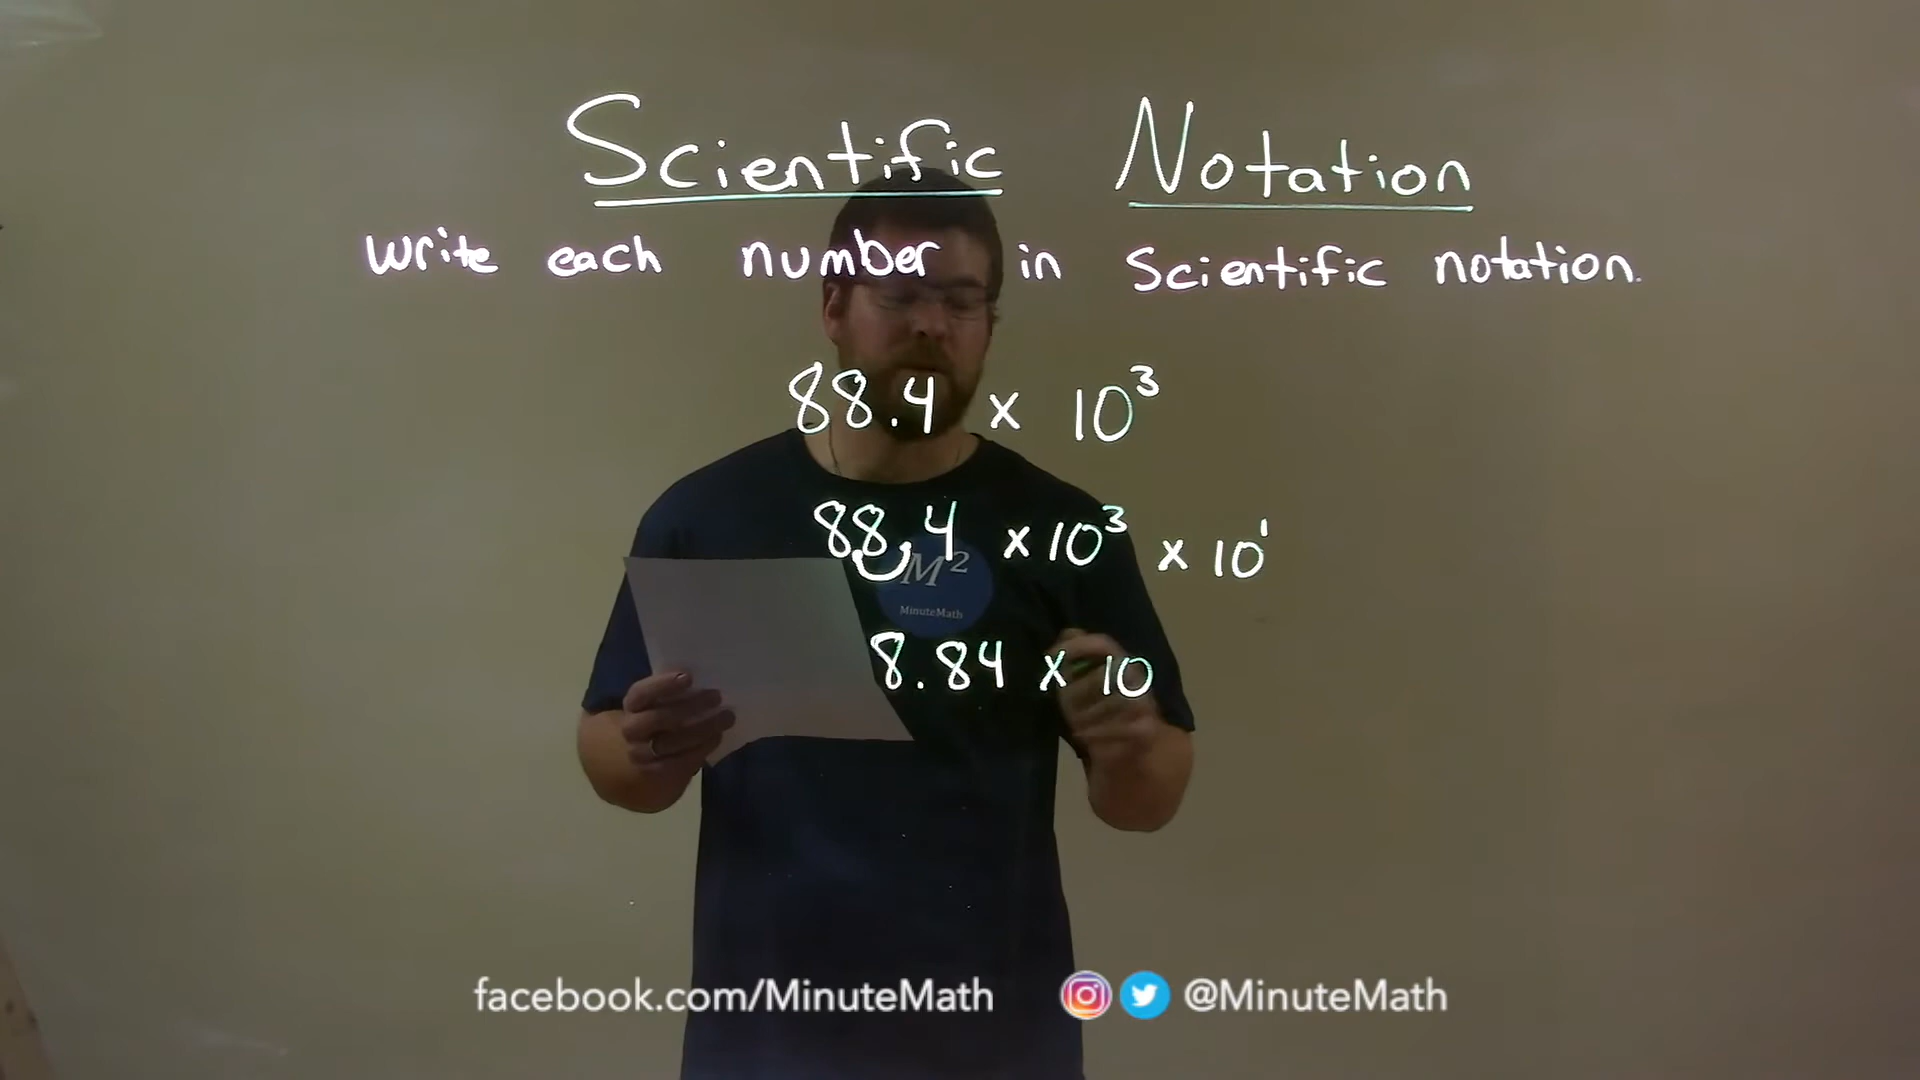 Scientific Notation
Write each number in scientific notation.
88.4 x 10³
88.4 x 10³ x 10¹
M²
MinuteMath
8.84 x 10
facebook.com/MinuteMath @MinuteMath